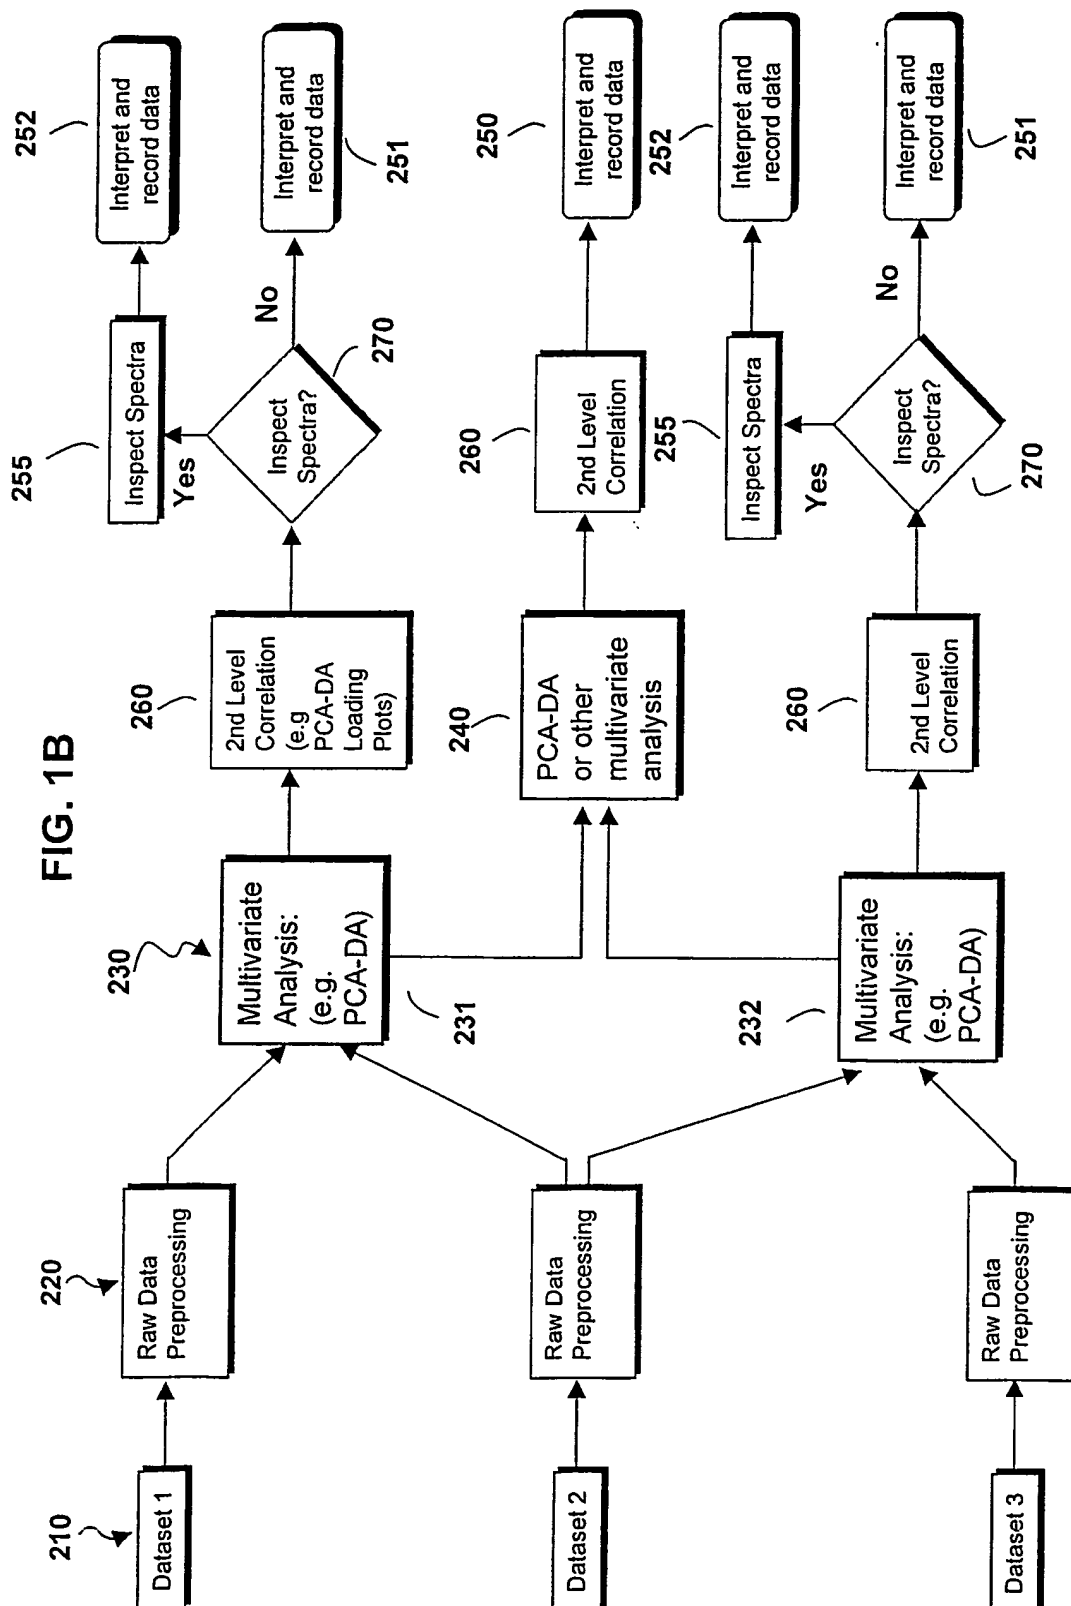 FIG. 1B
210
Dataset 1
220
Raw Data
Preprocessing
230
Multivariate
Analysis:
(e.g.
PCA-DA)
231
260
2nd Level
Correlation
(e.g
PCA-DA
Loading
Plots)
Inspect
Spectra?
270
Yes
No
255
Inspect Spectra
252
Interpret and
record data
Interpret and
record data
251
Dataset 2
Raw Data
Preprocessing
240
PCA-DA
or other
multivariate
analysis
260
2nd Level
Correlation
250
Interpret and
record data
Dataset 3
Raw Data
Preprocessing
232
Multivariate
Analysis:
(e.g.
PCA-DA)
260
2nd Level
Correlation
Inspect
Spectra?
270
Yes
No
255
Inspect Spectra
252
Interpret and
record data
Interpret and
record data
251